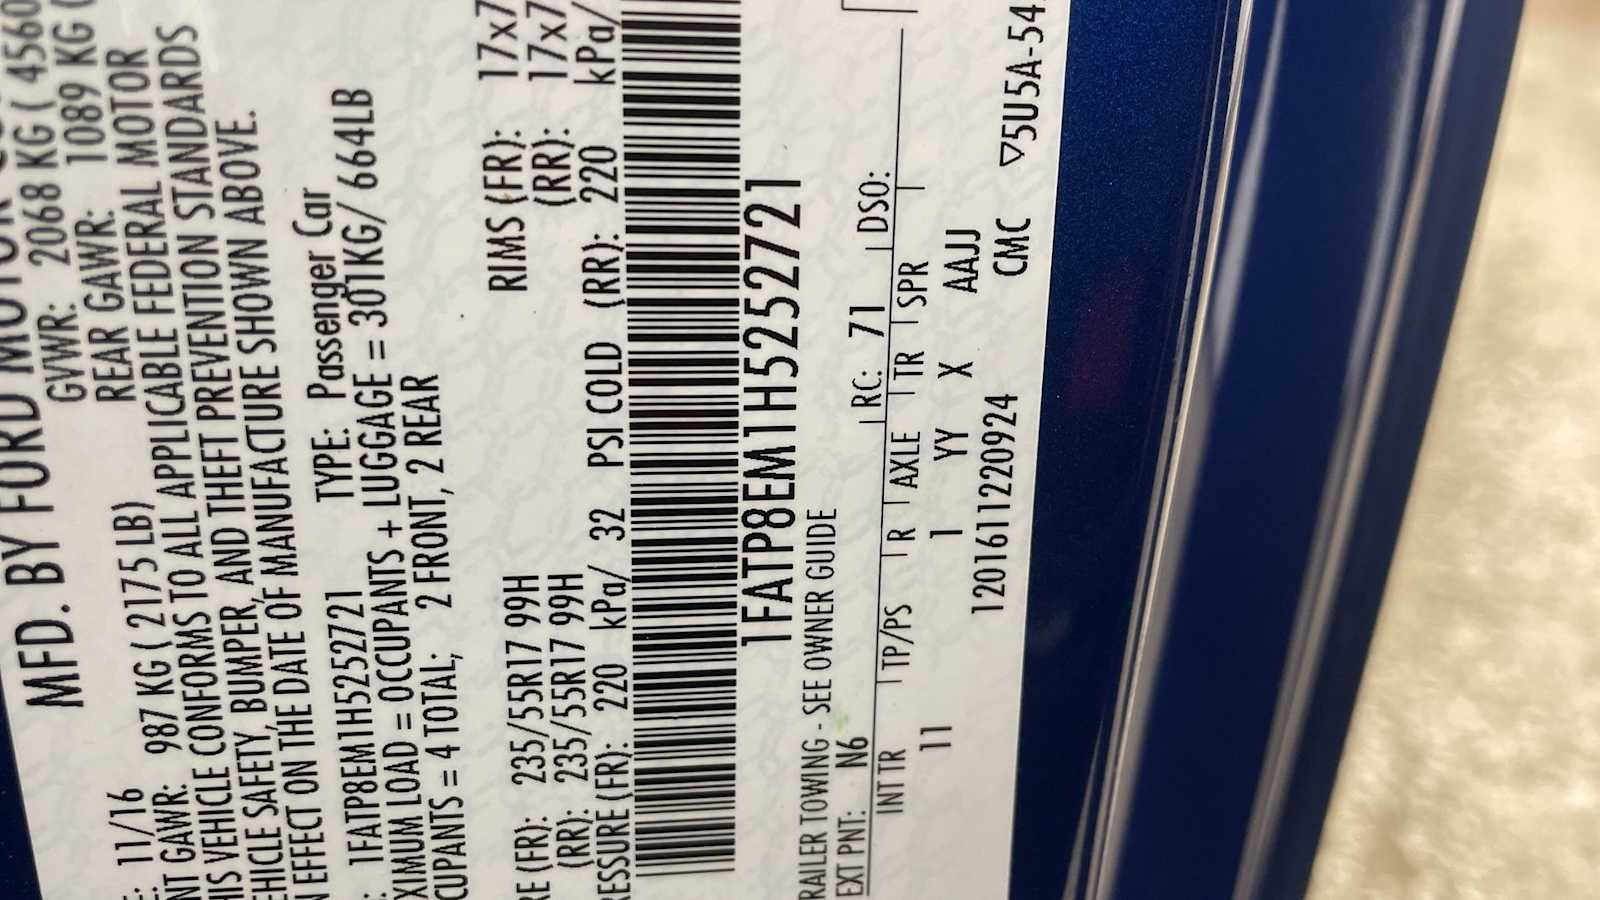 MFD. BY FORD MOTOR
11/16 GVWR: 2068 KG ( 4560
GAWR: 987 KG ( 2175 LB) REAR GAWR: 1089 KG (
VEHICLE CONFORMS TO ALL APPLICABLE FEDERAL MOTOR
VEHICLE SAFETY, BUMPER, AND THEFT PREVENTION STANDARDS
EFFECT ON THE DATE OF MANUFACTURE SHOWN ABOVE.
1FATP8EM1H5252721 TYPE: Passenger Car
XIMUM LOAD = OCCUPANTS + LUGGAGE = 301KG/ 664LB
CUPANTS = 4 TOTAL; 2 FRONT, 2 REAR
RE (FR): 235/55R17 99H RIMS (FR): 17x7
(RR): 235/55R17 99H (RR): 17x7
RESSURE (FR): 220 kPa/ 32 PSI COLD (RR): 220 kPa/
1FATP8EM1H5252721
RAILER TOWING - SEE OWNER GUIDE
EXT PNT: N6 RC: 71 DSO:
INT TR TP/PS R AXLE TR SPR
11 1 YY X AAJJ
1201611220924 CMC ▽5U5A-54